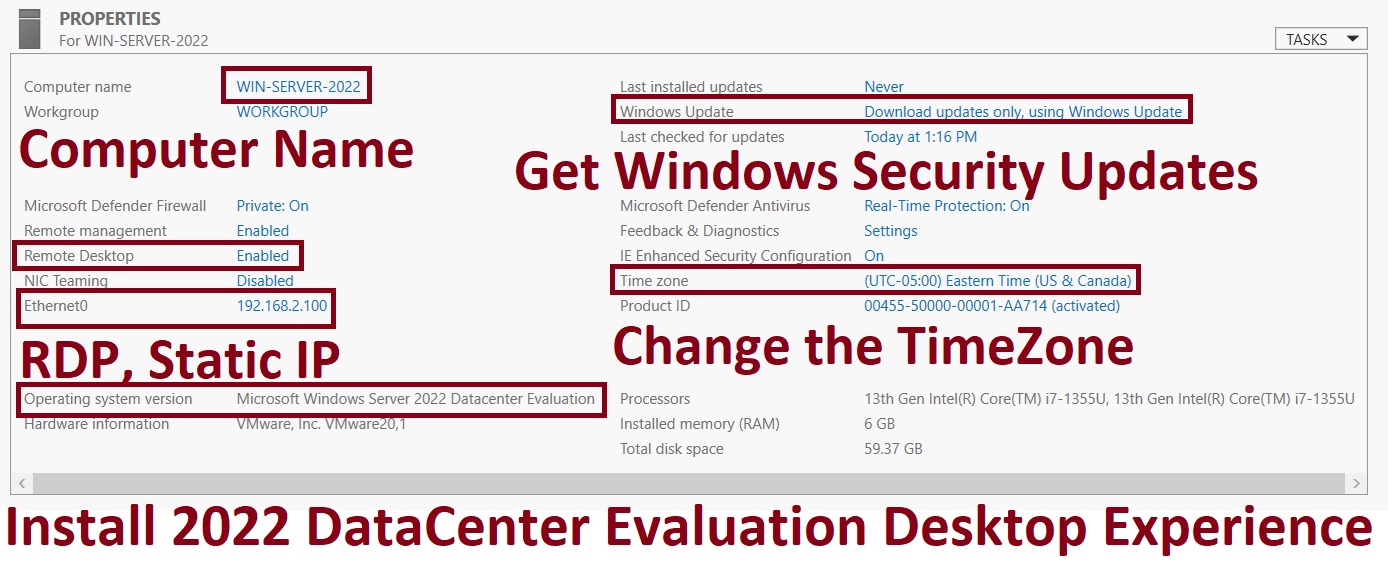 PROPERTIES
For WIN-SERVER-2022
TASKS
Computer name WIN-SERVER-2022 Last installed updates Never
Workgroup WORKGROUP Windows Update Download updates only, using Windows Update
Last checked for updates Today at 1:16 PM
Computer Name
Get Windows Security Updates
Microsoft Defender Firewall Private: On Microsoft Defender Antivirus Real-Time Protection: On
Remote management Enabled Feedback & Diagnostics Settings
Remote Desktop Enabled IE Enhanced Security Configuration On
NIC Teaming Disabled Time zone (UTC-05:00) Eastern Time (US & Canada)
Ethernet0 192.168.2.100 Product ID 00455-50000-00001-AA714 (activated)
RDP, Static IP
Change the TimeZone
Operating system version Microsoft Windows Server 2022 Datacenter Evaluation Processors 13th Gen Intel(R) Core(TM) i7-1355U, 13th Gen Intel(R) Core(TM) i7-1355U
Hardware information VMware, Inc. VMware20,1 Installed memory (RAM) 6 GB
Total disk space 59.37 GB
Install 2022 DataCenter Evaluation Desktop Experience